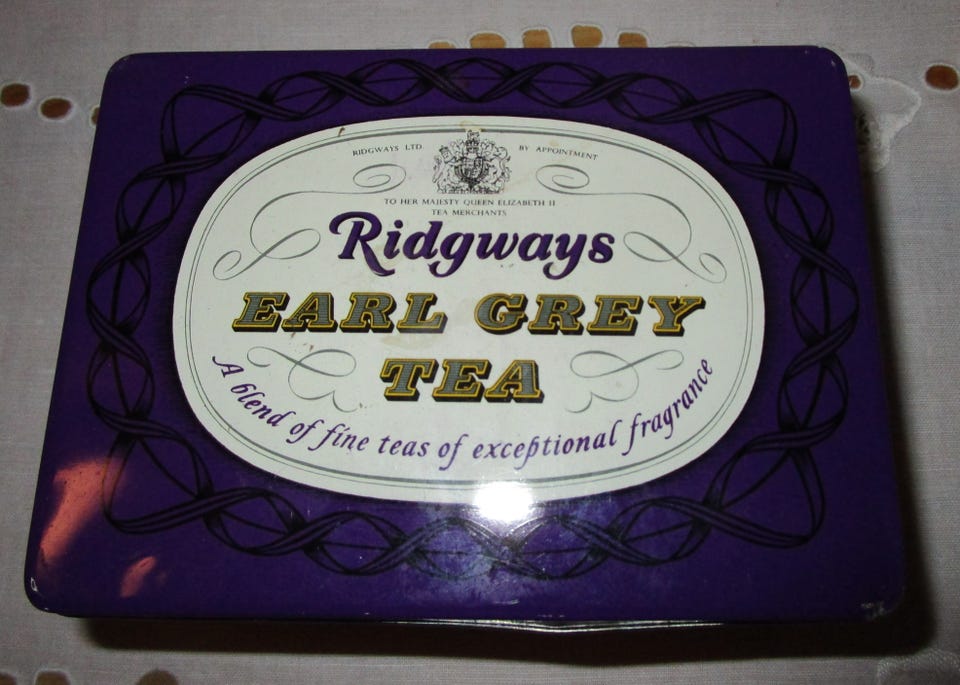 RIDGWAYS LTD. BY APPOINTMENT
TO HER MAJESTY QUEEN ELIZABETH II
TEA MERCHANTS
Ridgways
EARL GREY
TEA
A blend of fine teas of exceptional fragrance